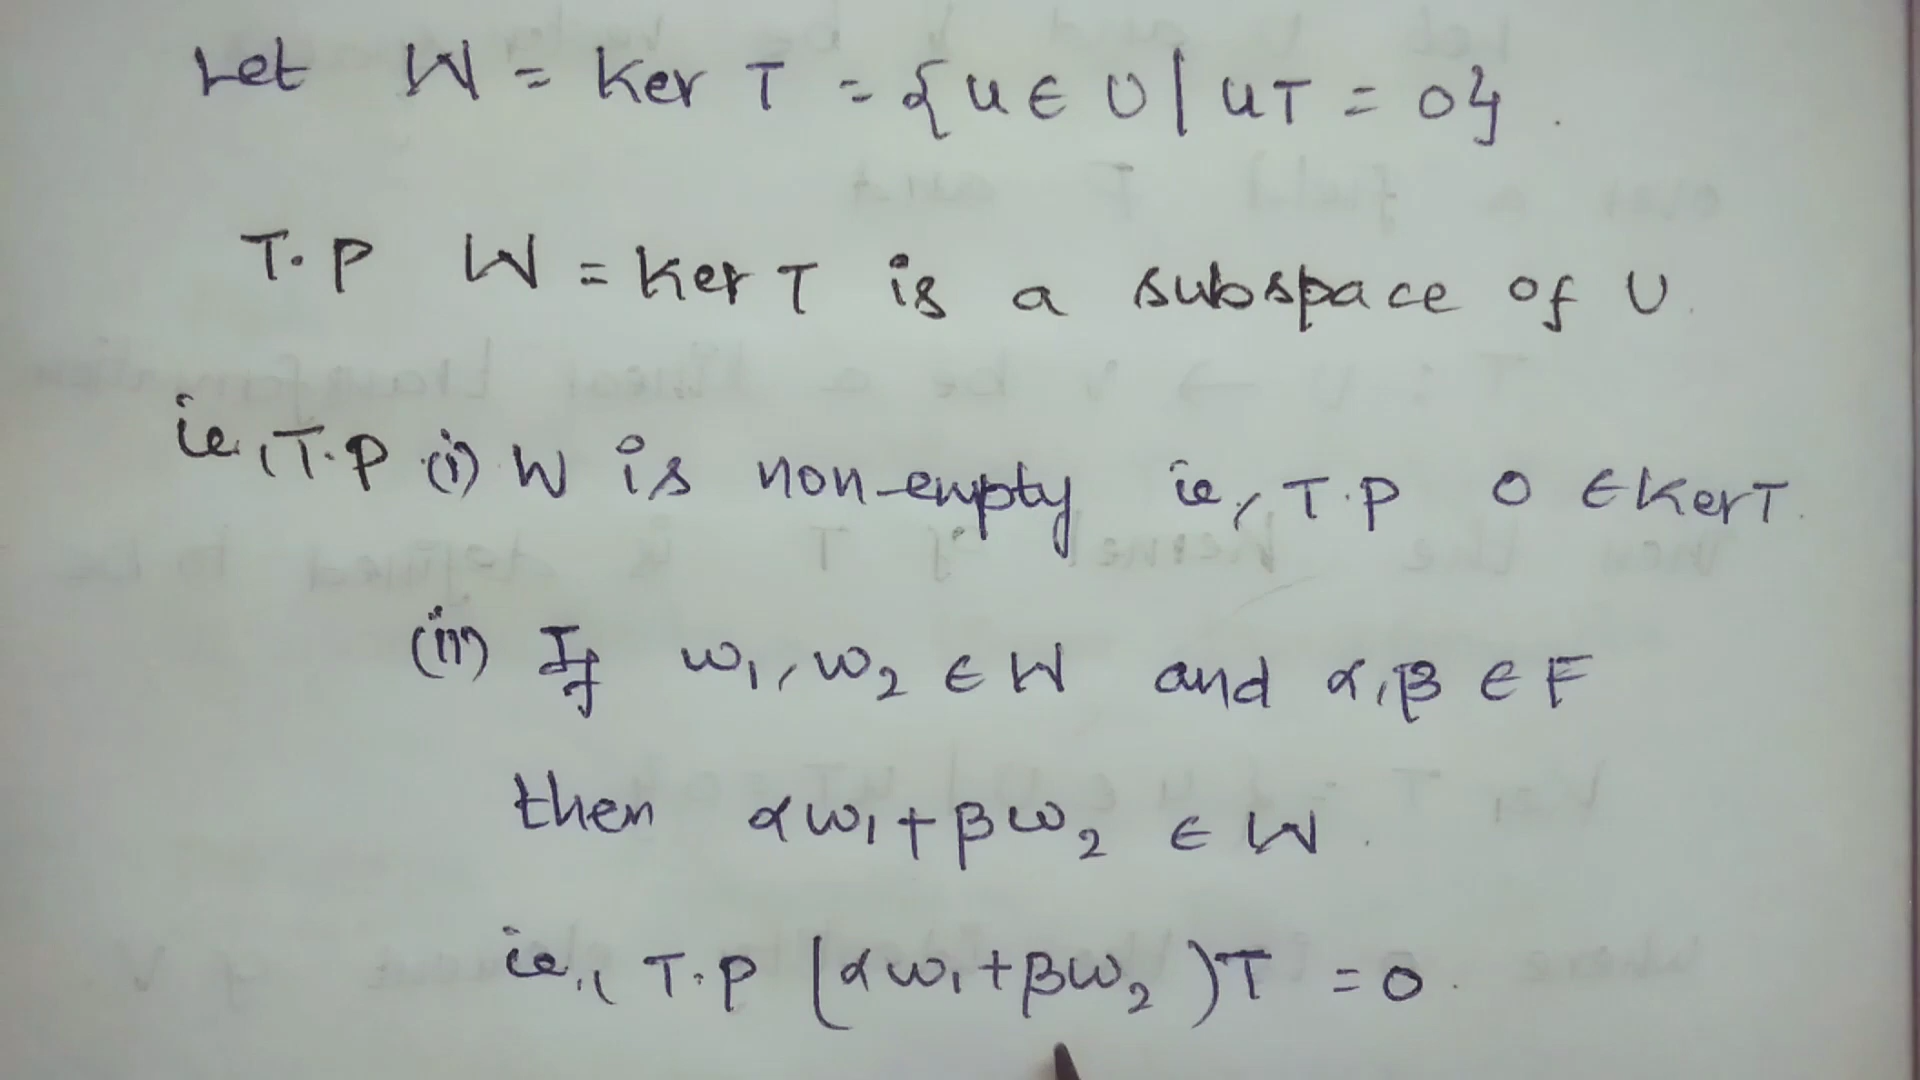 Let W = Ker T = {u ∈ U | uT = 0}.
T.P W = Ker T is a subspace of U.
ie, T.P (i) W is non-empty ie, T.P 0 ∈ Ker T.
(ii) If w₁, w₂ ∈ W and α, β ∈ F
then αw₁ + βw₂ ∈ W.
ie, T.P (αw₁ + βw₂)T = 0.